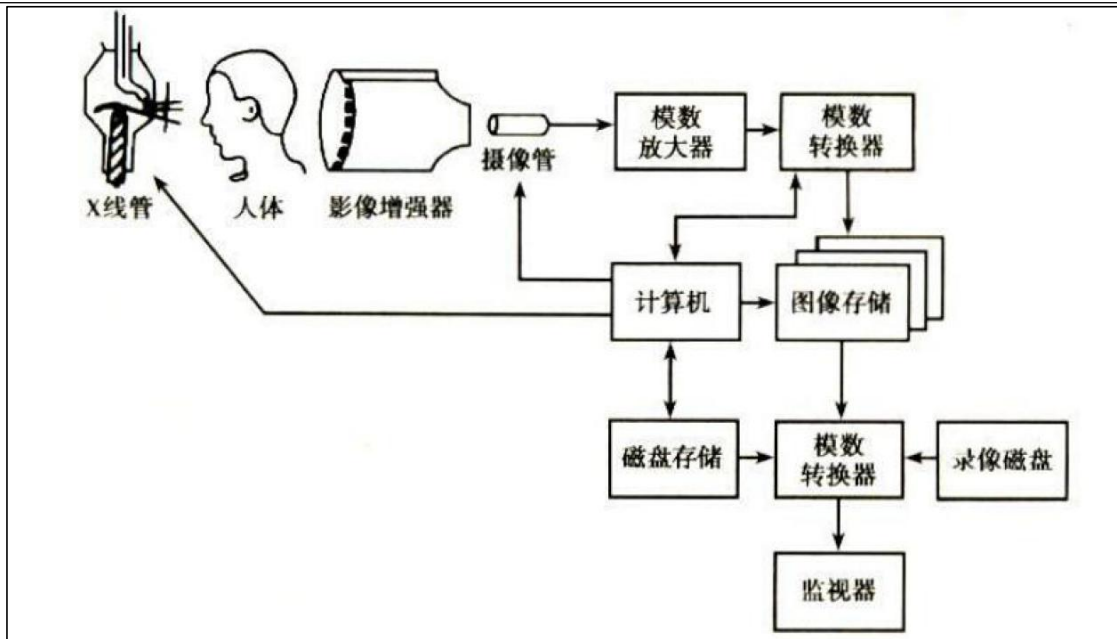 模数
放大器
模数
转换器
摄像管
X线管
人体
影像增强器
计算机
图像存储
磁盘存储
模数
转换器
录像磁盘
监视器